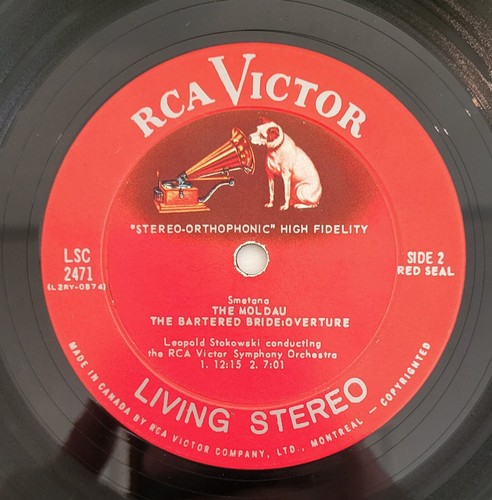 RCA VICTOR
"STEREO-ORTHOPHONIC" HIGH FIDELITY
LSC
2471
(L2RY-0874)
SIDE 2
RED SEAL
Smetana
THE MOLDAU
THE BARTERED BRIDE:OVERTURE
Leopold Stokowski conducting
the RCA Victor Symphony Orchestra
1. 12:15 2. 7:01
LIVING STEREO
MADE IN CANADA BY RCA VICTOR COMPANY, LTD., MONTREAL — COPYRIGHTED